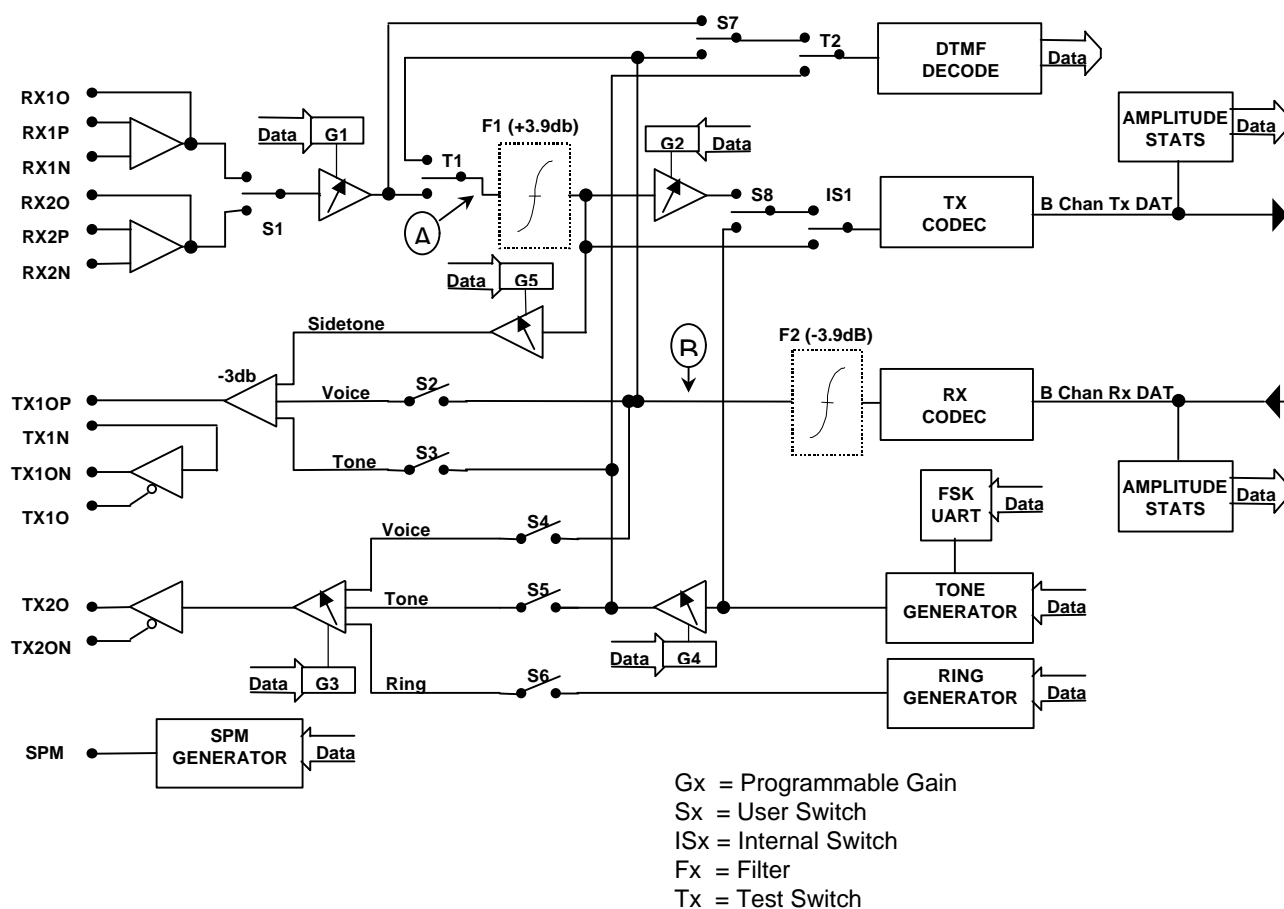 S7
T2
DTMF
DECODE
Data
RX1O
RX1P
RX1N
RX2O
RX2P
RX2N
Data
G1
S1
T1
A
F1 (+3.9db)
G2
Data
S8
IS1
TX
CODEC
AMPLITUDE
STATS
Data
B Chan Tx DAT
Data
G5
Sidetone
-3db
Voice
S2
B
F2 (-3.9dB)
RX
CODEC
B Chan Rx DAT
TX1OP
TX1N
TX1ON
TX1O
Tone
S3
AMPLITUDE
STATS
Data
FSK
UART
Data
Voice
S4
TX2O
TX2ON
Tone
S5
TONE
GENERATOR
Data
Data
G4
Data
G3
Ring
S6
RING
GENERATOR
Data
SPM
SPM
GENERATOR
Data
Gx = Programmable Gain
Sx = User Switch
ISx = Internal Switch
Fx = Filter
Tx = Test Switch